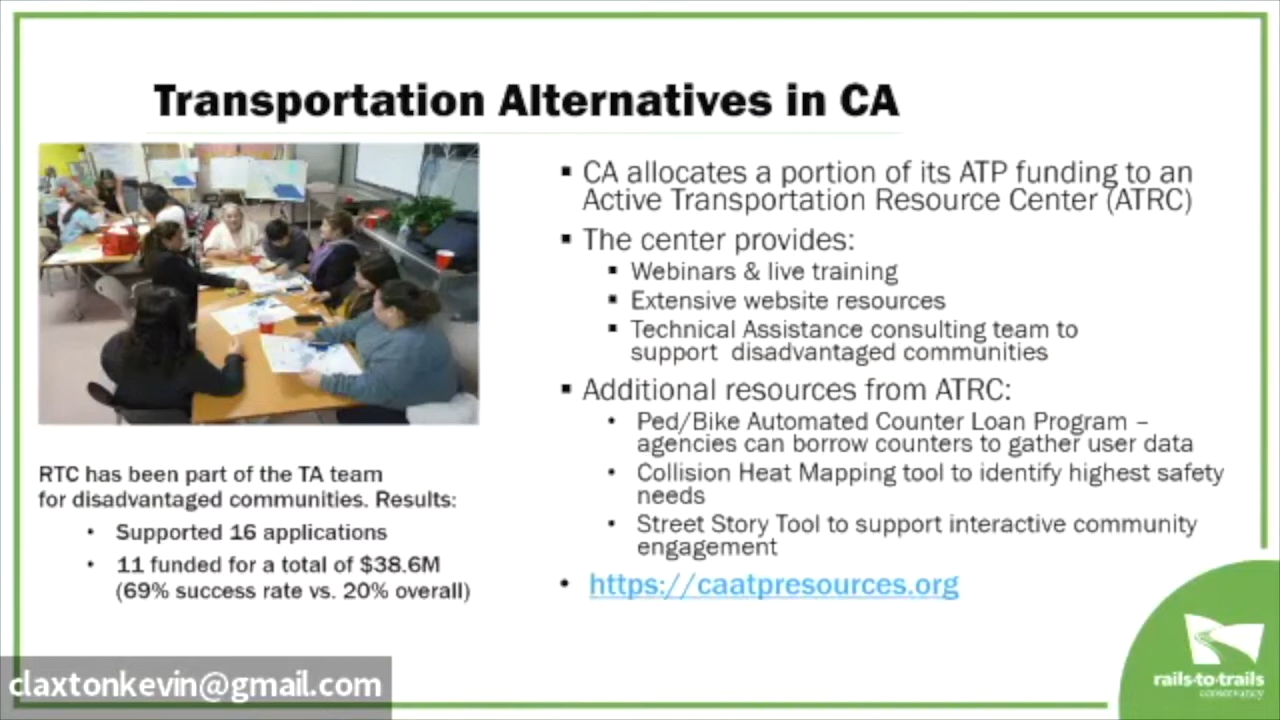 Transportation Alternatives in CA
RTC has been part of the TA team
for disadvantaged communities. Results:
• Supported 16 applications
• 11 funded for a total of $38.6M
(69% success rate vs. 20% overall)
▪ CA allocates a portion of its ATP funding to an
Active Transportation Resource Center (ATRC)
▪ The center provides:
▪ Webinars & live training
▪ Extensive website resources
▪ Technical Assistance consulting team to
support disadvantaged communities
▪ Additional resources from ATRC:
• Ped/Bike Automated Counter Loan Program –
agencies can borrow counters to gather user data
• Collision Heat Mapping tool to identify highest safety
needs
• Street Story Tool to support interactive community
engagement
• https://caatpresources.org
claxtonkevin@gmail.com
rails-to-trails
conservancy